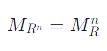 $M_{R^n} = M_R^n$